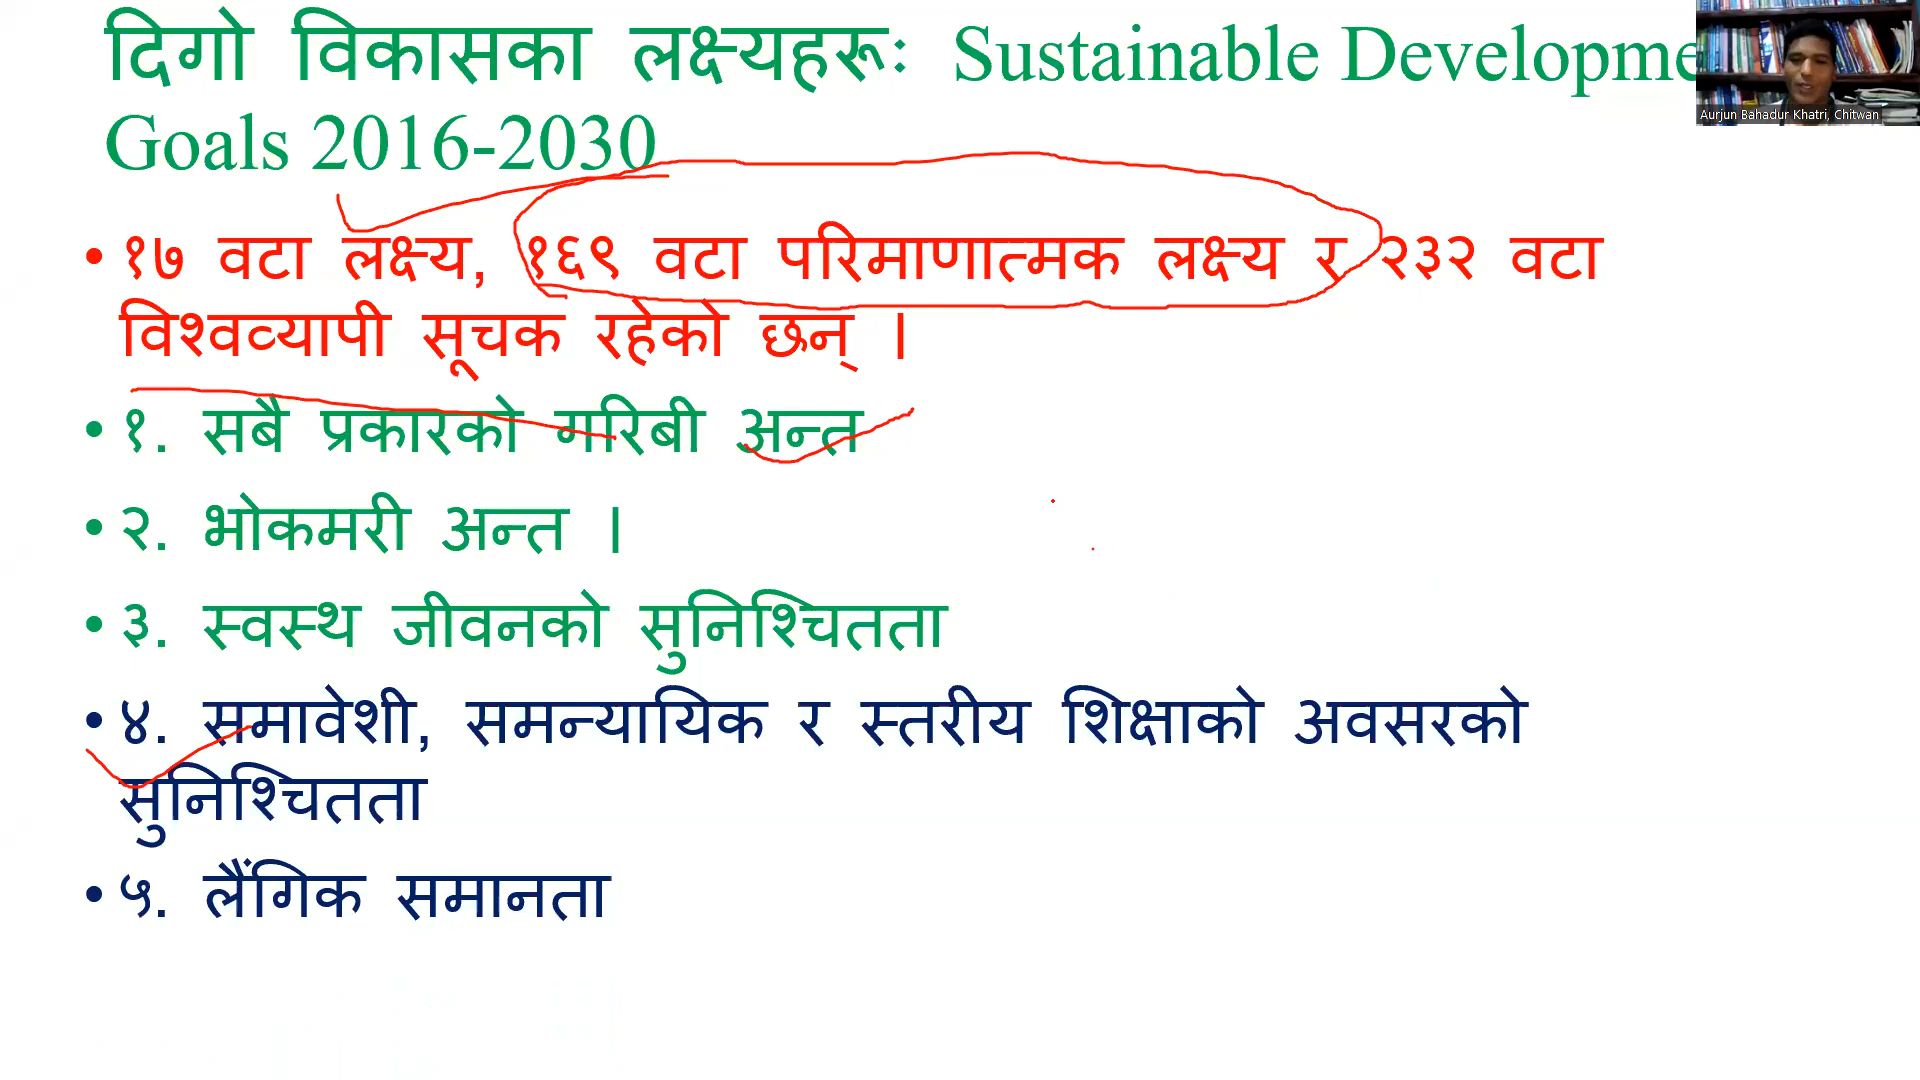 दिगो विकासका लक्ष्यहरूः Sustainable Developme
Goals 2016-2030
Aurjun Bahadur Khatri, Chitwan
• १७ वटा लक्ष्य, १६९ वटा परिमाणात्मक लक्ष्य र २३२ वटा
विश्वव्यापी सूचक रहेको छन् ।
• १. सबै प्रकारको गरिबी अन्त
• २. भोकमरी अन्त ।
• ३. स्वस्थ जीवनको सुनिश्चितता
• ४. समावेशी, समन्यायिक र स्तरीय शिक्षाको अवसरको
सुनिश्चितता
• ५. लैंगिक समानता